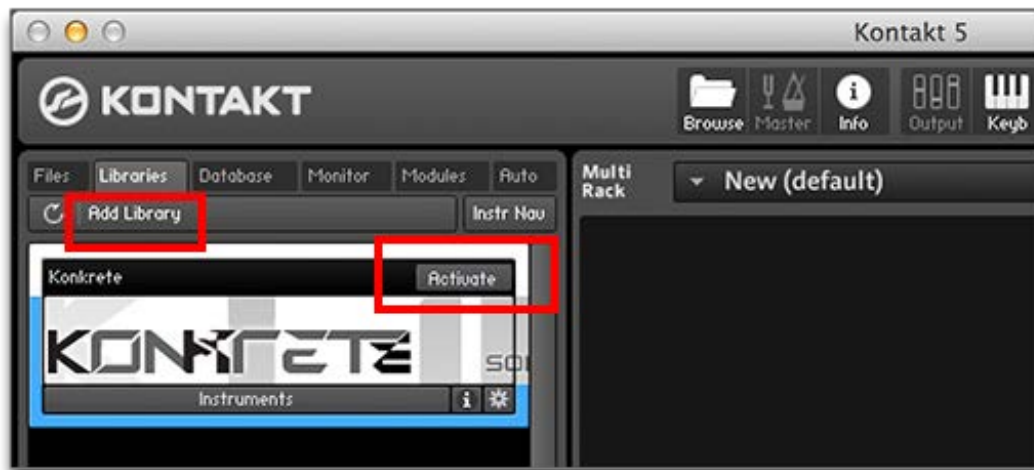 Kontakt 5
KONTAKT
Browse Master Info Output Keyb
Files Libraries Database Monitor Modules Auto
Add Library Instr Nav
Multi Rack
New (default)
Konkrete Activate
KONKRETE
SO
Instruments